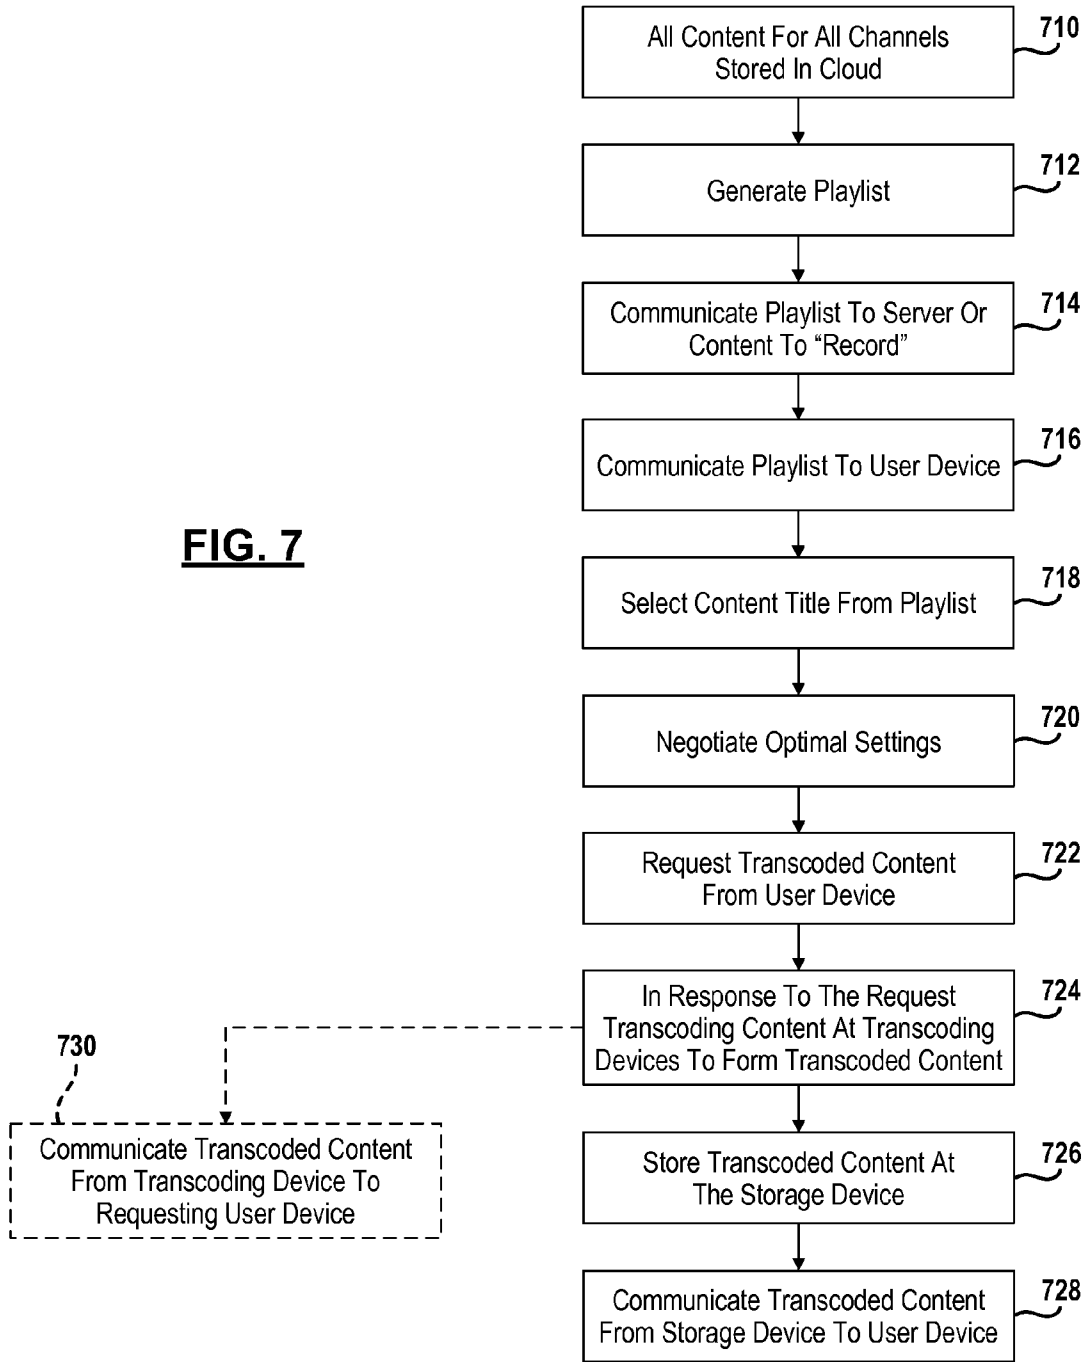 All Content For All Channels
Stored In Cloud
710
Generate Playlist
712
Communicate Playlist To Server Or
Content To “Record”
714
Communicate Playlist To User Device
716
FIG. 7
Select Content Title From Playlist
718
Negotiate Optimal Settings
720
Request Transcoded Content
From User Device
722
In Response To The Request
Transcoding Content At Transcoding
Devices To Form Transcoded Content
724
730
Communicate Transcoded Content
From Transcoding Device To
Requesting User Device
Store Transcoded Content At
The Storage Device
726
Communicate Transcoded Content
From Storage Device To User Device
728